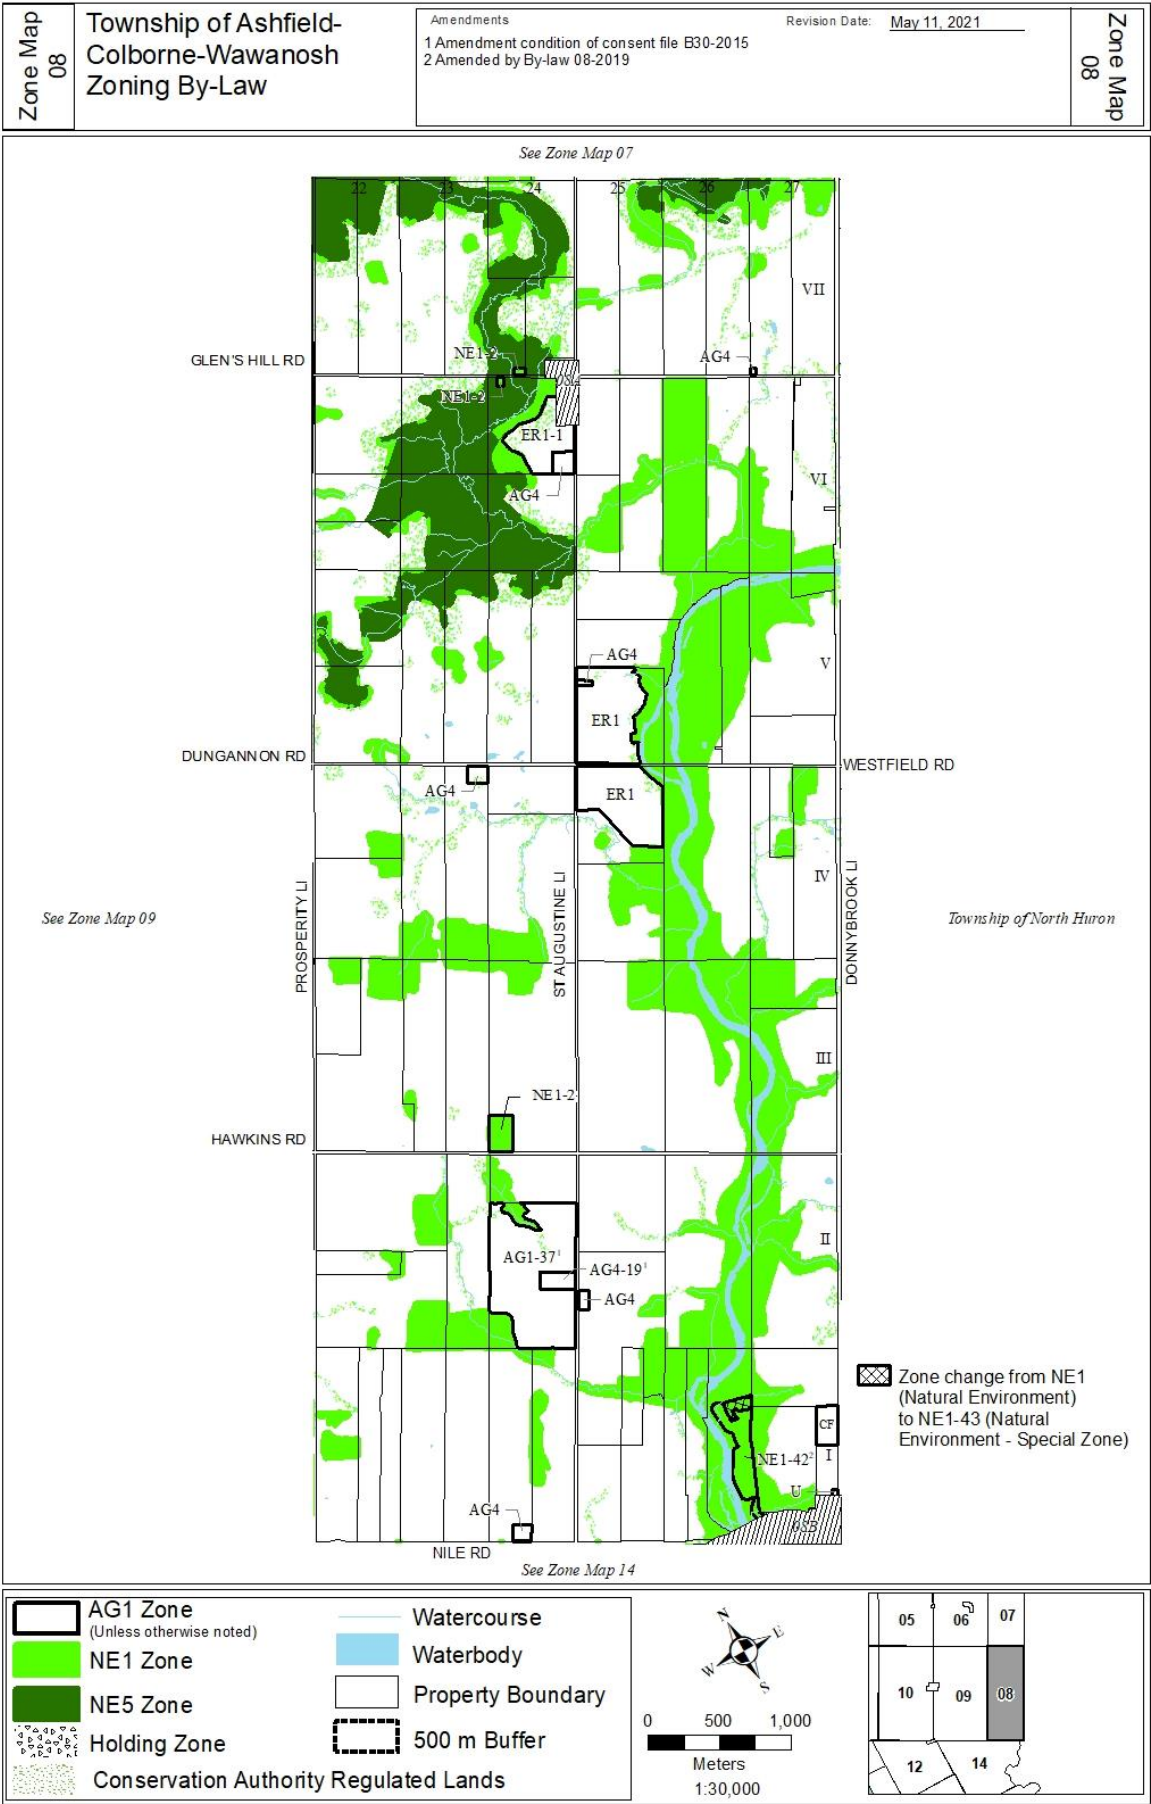 Zone Map
08
Township of Ashfield-
Colborne-Wawanosh
Zoning By-Law
Amendments
Revision Date: May 11, 2021
1 Amendment condition of consent file B30-2015
2 Amended by By-law 08-2019
Zone Map
08
See Zone Map 07
22 23 24 25 26 27
VII
GLEN'S HILL RD
NE1-2
AG4
NE1-2
ER1-1
VI
AG4
AG4
V
ER1
DUNGANNON RD
WESTFIELD RD
AG4
ER1
IV
PROSPERITY LI
ST AUGUSTINE LI
DONNYBROOK LI
See Zone Map 09
Township of North Huron
III
NE1-2
HAWKINS RD
II
AG1-37¹
AG4-19¹
AG4
Zone change from NE1
(Natural Environment)
to NE1-43 (Natural
Environment - Special Zone)
CF
I
NE1-42²
U
AG4
NILE RD
See Zone Map 14
AG1 Zone
(Unless otherwise noted)
NE1 Zone
NE5 Zone
Holding Zone
Conservation Authority Regulated Lands
Watercourse
Waterbody
Property Boundary
500 m Buffer
N
E
W
S
0 500 1,000
Meters
1:30,000
05 06 07
10 09 08
12 14